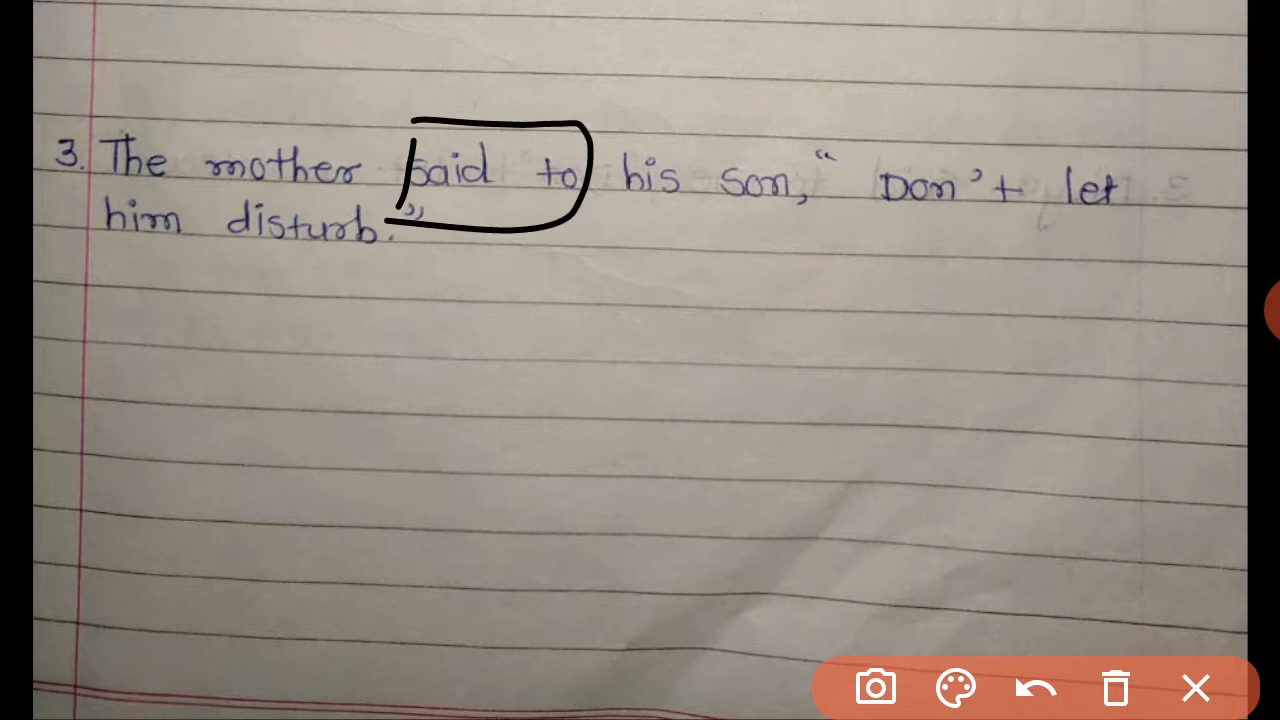 3. The mother said to his son, “ Don't let
him disturb.”